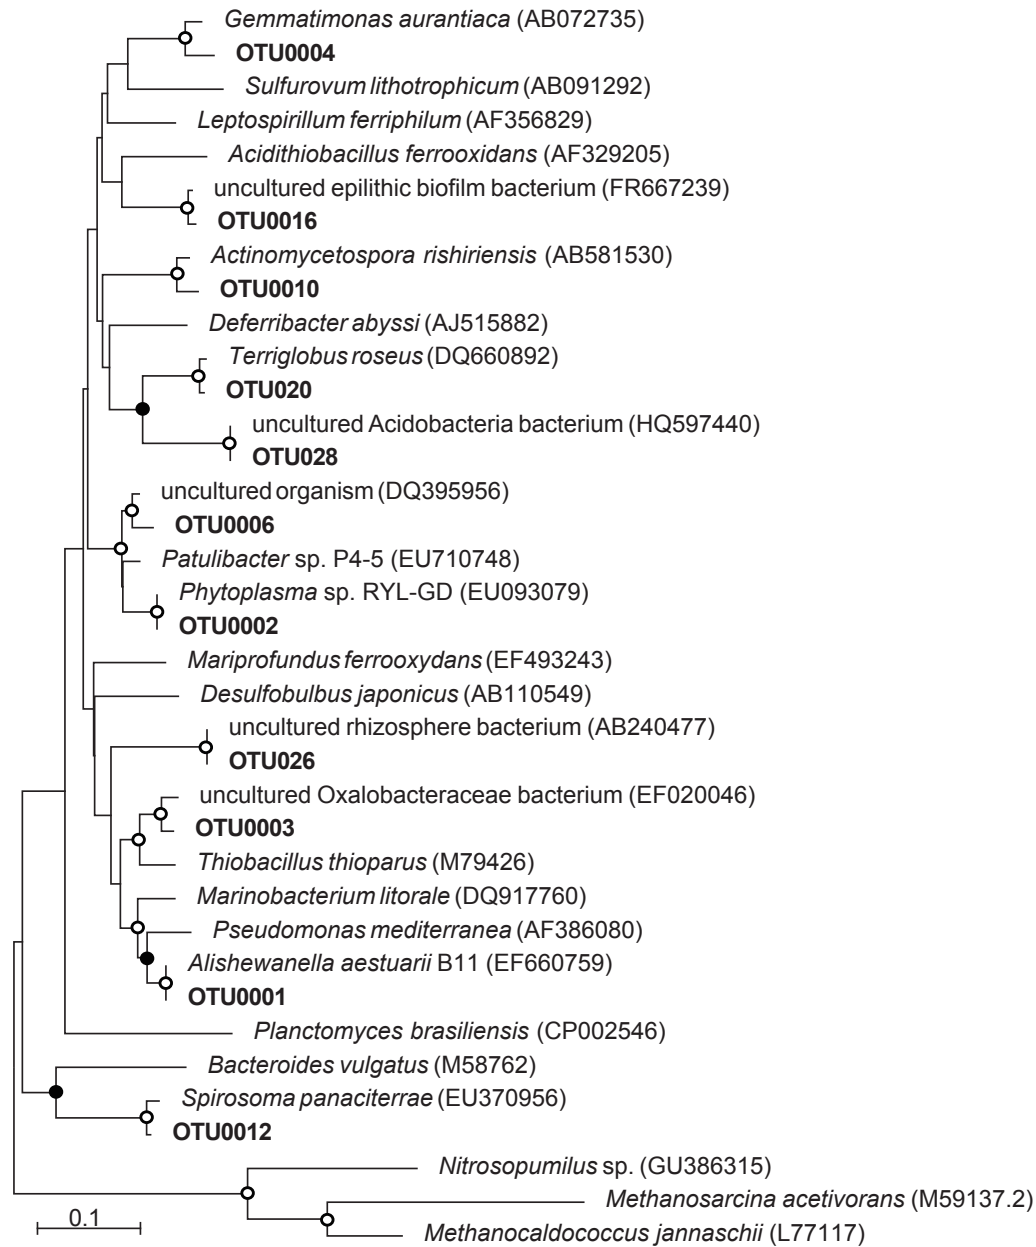 Gemmatimonas aurantiaca (AB072735)
OTU0004
Sulfurovum lithotrophicum (AB091292)
Leptospirillum ferriphilum (AF356829)
Acidithiobacillus ferrooxidans (AF329205)
uncultured epilithic biofilm bacterium (FR667239)
OTU0016
Actinomycetospora rishiriensis (AB581530)
OTU0010
Deferribacter abyssi (AJ515882)
Terriglobus roseus (DQ660892)
OTU020
uncultured Acidobacteria bacterium (HQ597440)
OTU028
uncultured organism (DQ395956)
OTU0006
Patulibacter sp. P4-5 (EU710748)
Phytoplasma sp. RYL-GD (EU093079)
OTU0002
Mariprofundus ferrooxydans (EF493243)
Desulfobulbus japonicus (AB110549)
uncultured rhizosphere bacterium (AB240477)
OTU026
uncultured Oxalobacteraceae bacterium (EF020046)
OTU0003
Thiobacillus thioparus (M79426)
Marinobacterium litorale (DQ917760)
Pseudomonas mediterranea (AF386080)
Alishewanella aestuarii B11 (EF660759)
OTU0001
Planctomyces brasiliensis (CP002546)
Bacteroides vulgatus (M58762)
Spirosoma panaciterrae (EU370956)
OTU0012
Nitrosopumilus sp. (GU386315)
Methanosarcina acetivorans (M59137.2)
0.1
Methanocaldococcus jannaschii (L77117)